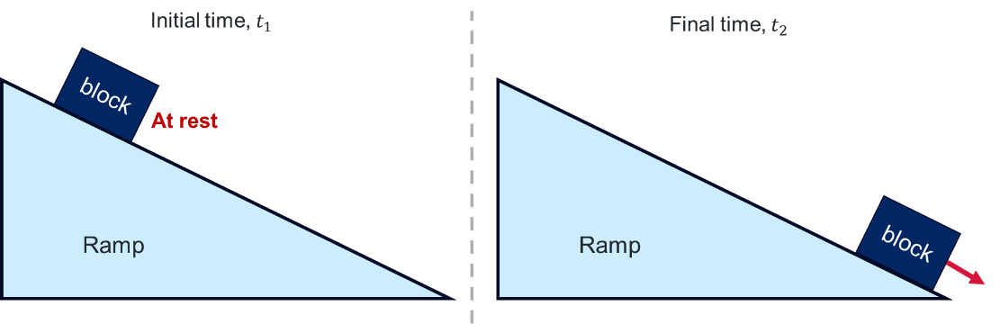 Initial time, t₁
Final time, t₂
block
At rest
Ramp
block
Ramp